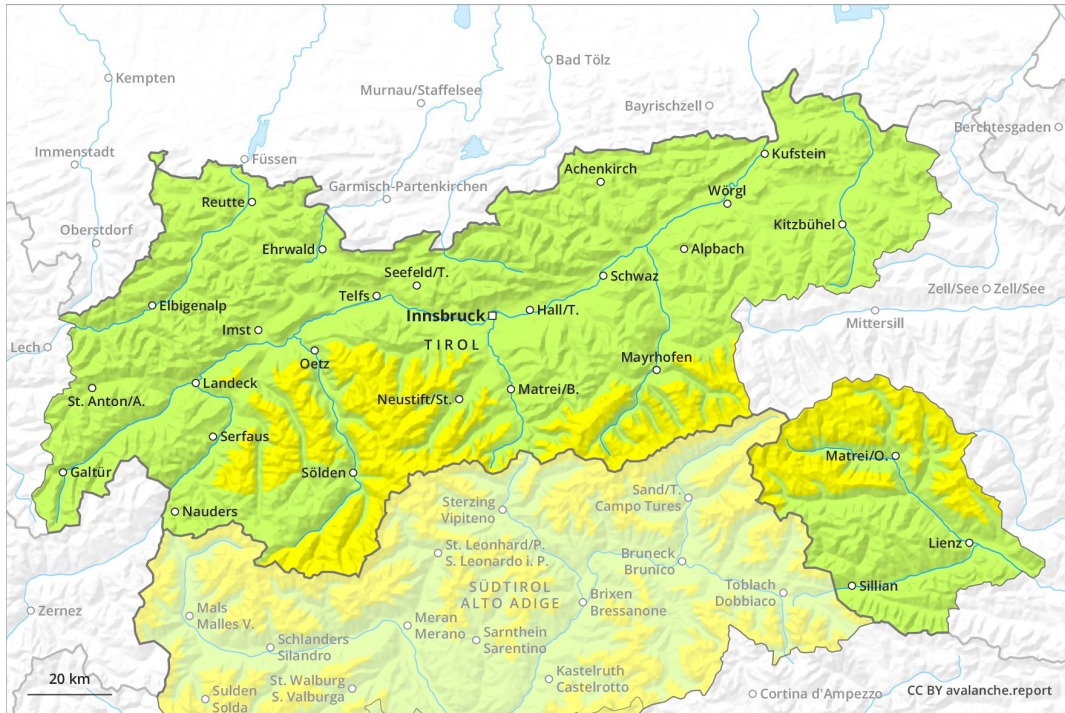 Kempten
Bad Tölz
Murnau/Staffelsee
Bayrischzell
Berchtesgaden
Immenstadt
Füssen
Kufstein
Achenkirch
Garmisch-Partenkirchen
Wörgl
Reutte
Kitzbühel
Oberstdorf
Ehrwald
Alpbach
Seefeld/T.
Schwaz
Zell/See
Zell/See
Telfs
Elbigenalp
Innsbruck
Hall/T.
Mittersill
Imst
Lech
TIROL
Mayrhofen
Oetz
Landeck
Matrei/B.
St. Anton/A.
Neustift/St.
Serfaus
Matrei/O.
Galtür
Sölden
Sand/T.
Campo Tures
Sterzing
Vipiteno
Nauders
Lienz
St. Leonhard/P.
S. Leonardo i. P.
Bruneck
Brunico
Toblach
Dobbiaco
Sillian
SÜDTIROL
ALTO ADIGE
Brixen
Bressanone
Zernez
Mals
Malles V.
Meran
Merano
Schlanders
Silandro
Sarnthein
Sarentino
Kastelruth
Castelrotto
St. Walburg
S. Valburga
20 km
Sulden
Solda
Cortina d'Ampezzo
CC BY avalanche.report